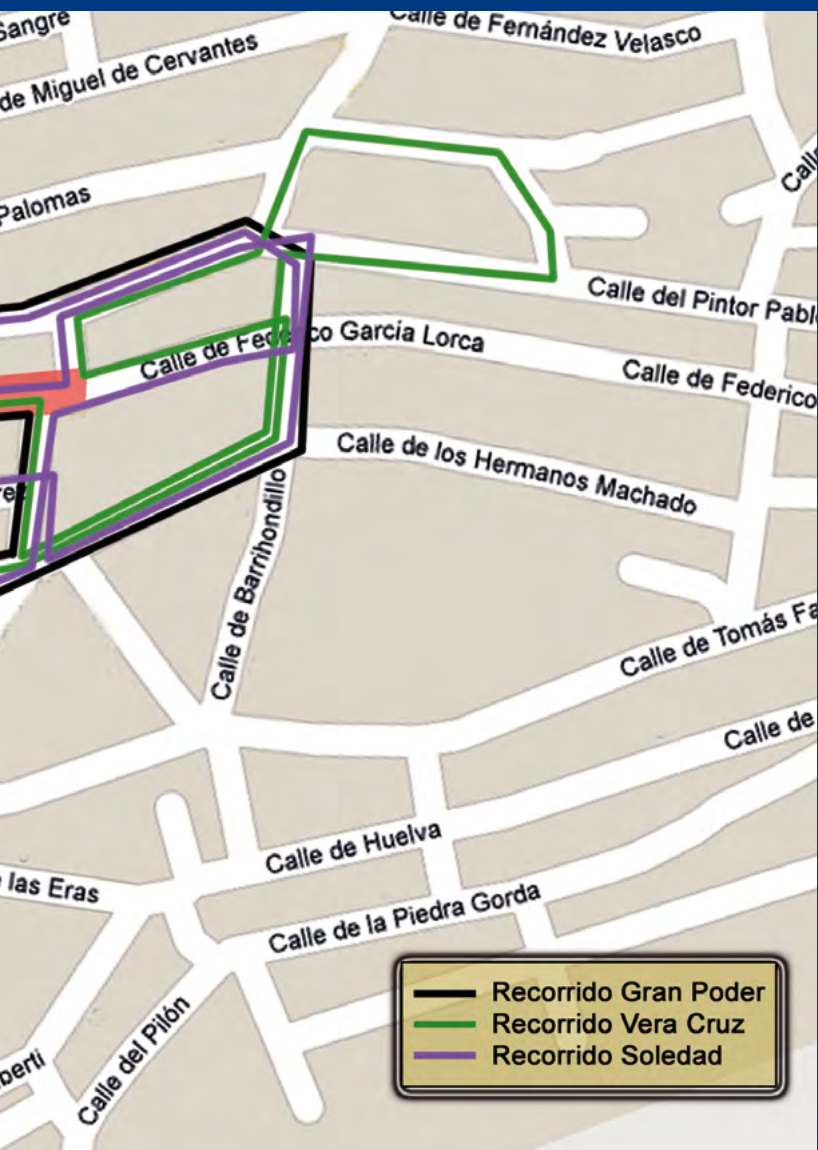 Sangre
Calle de Fernández Velasco
de Miguel de Cervantes
Palomas
Calle del Pintor
Calle de Federico García Lorca
Calle de Federico
Calle de los Hermanos Machado
Calle de Barrihondillo
Calle de Tomás
Calle de
Calle de Huelva
las Eras
Calle de la Piedra Gorda
Calle del Pilón
Recorrido Gran Poder
Recorrido Vera Cruz
Recorrido Soledad